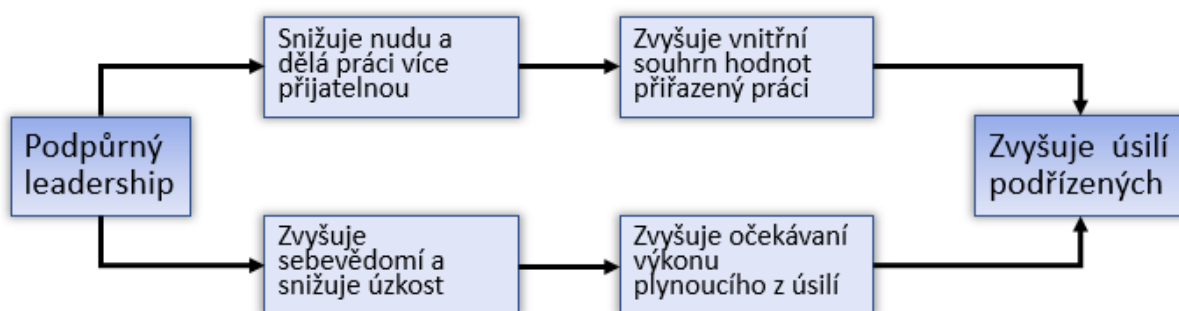 Snižuje nudu a
dělá práci více
přijatelnou
Zvyšuje vnitřní
souhrn hodnot
přiřazený práci
Podpůrný
leadership
Zvyšuje úsilí
podřízených
Zvyšuje
sebevědomí a
snižuje úzkost
Zvyšuje očekávaní
výkonu
plynoucího z úsilí